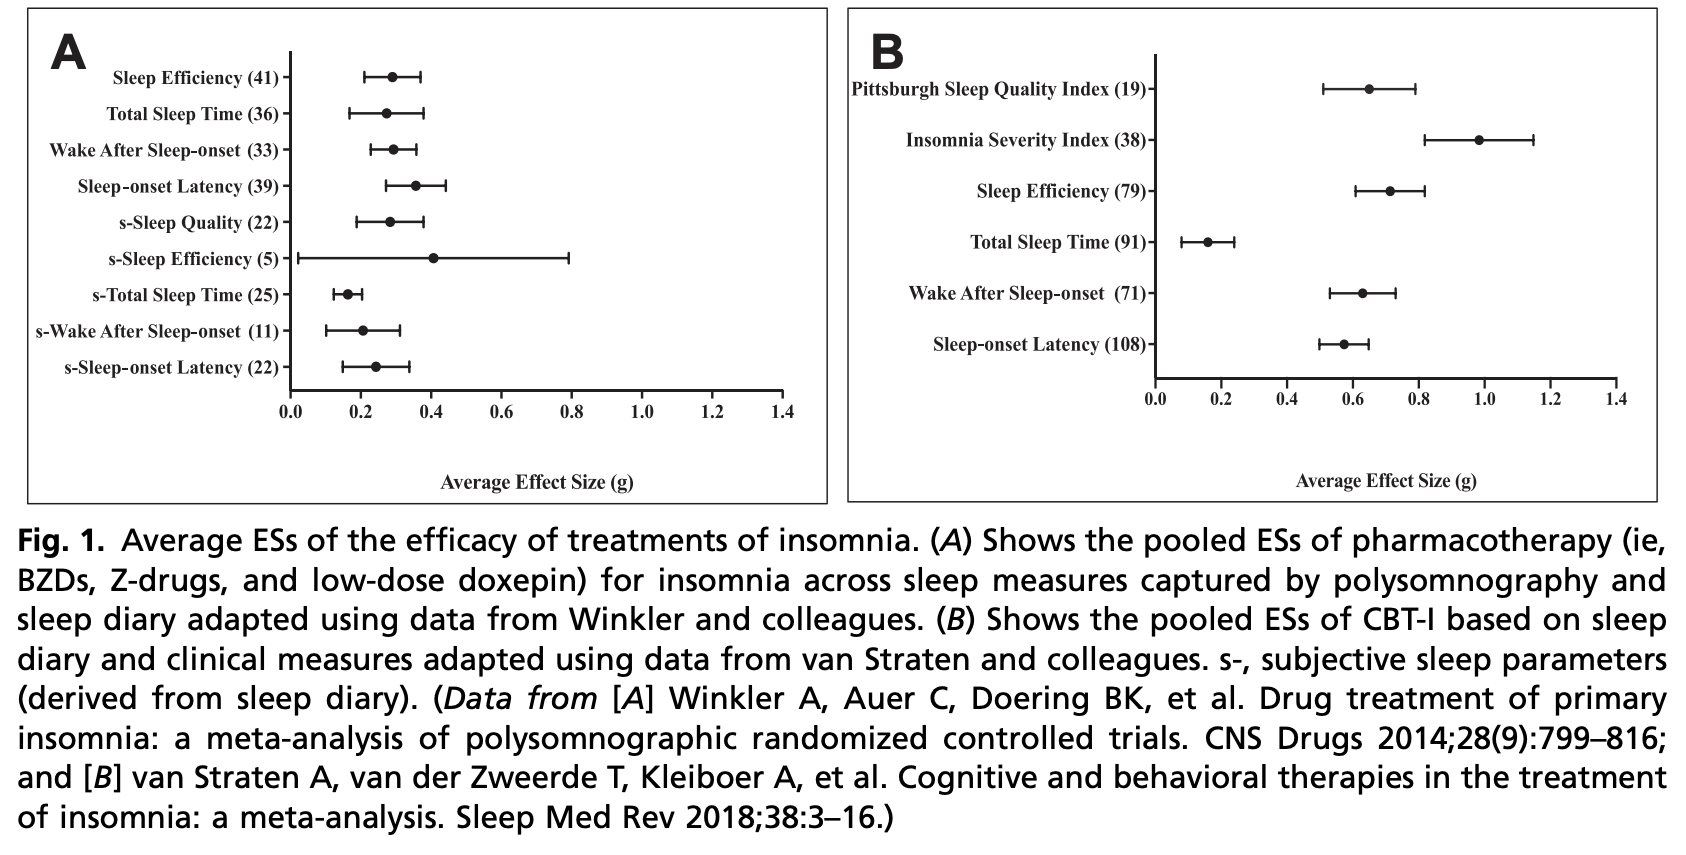 A
Sleep Efficiency (41)
Total Sleep Time (36)
Wake After Sleep-onset (33)
Sleep-onset Latency (39)
s-Sleep Quality (22)
s-Sleep Efficiency (5)
s-Total Sleep Time (25)
s-Wake After Sleep-onset (11)
s-Sleep-onset Latency (22)
0.0 0.2 0.4 0.6 0.8 1.0 1.2 1.4
Average Effect Size (g)
B
Pittsburgh Sleep Quality Index (19)
Insomnia Severity Index (38)
Sleep Efficiency (79)
Total Sleep Time (91)
Wake After Sleep-onset (71)
Sleep-onset Latency (108)
0.0 0.2 0.4 0.6 0.8 1.0 1.2 1.4
Average Effect Size (g)
Fig. 1. Average ESs of the efficacy of treatments of insomnia. (A) Shows the pooled ESs of pharmacotherapy (ie,
BZDs, Z-drugs, and low-dose doxepin) for insomnia across sleep measures captured by polysomnography and
sleep diary adapted using data from Winkler and colleagues. (B) Shows the pooled ESs of CBT-I based on sleep
diary and clinical measures adapted using data from van Straten and colleagues. s-, subjective sleep parameters
(derived from sleep diary). (Data from [A] Winkler A, Auer C, Doering BK, et al. Drug treatment of primary
insomnia: a meta-analysis of polysomnographic randomized controlled trials. CNS Drugs 2014;28(9):799–816;
and [B] van Straten A, van der Zweerde T, Kleiboer A, et al. Cognitive and behavioral therapies in the treatment
of insomnia: a meta-analysis. Sleep Med Rev 2018;38:3–16.)